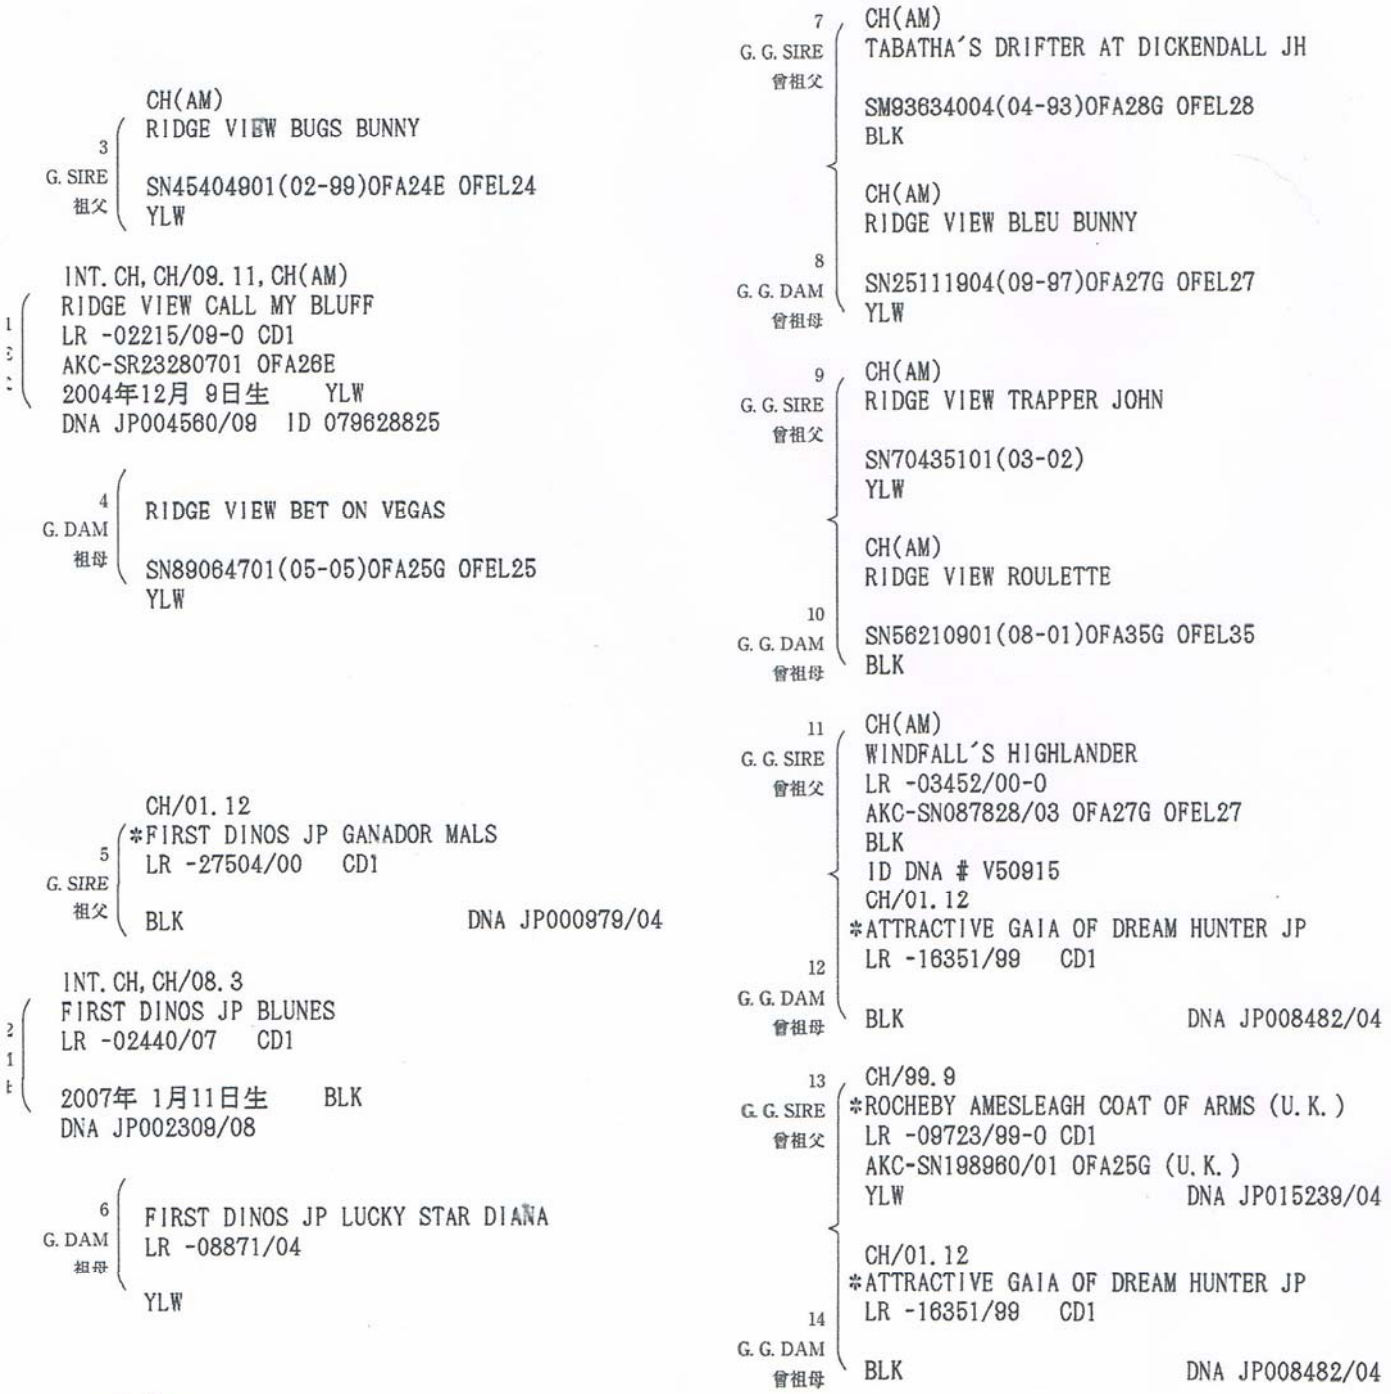 CH(AM)
RIDGE VIEW BUGS BUNNY
3
G. SIRE
祖父
SN45404901(02-99)OFA24E OFEL24
YLW
1
INT. CH, CH/09. 11, CH(AM)
RIDGE VIEW CALL MY BLUFF
LR -02215/09-0 CD1
AKC-SR23280701 OFA26E
2004年12月 9日生 YLW
DNA JP004560/09 ID 079628825
4
G. DAM
祖母
RIDGE VIEW BET ON VEGAS
SN89064701(05-05)OFA25G OFEL25
YLW
CH/01. 12
*FIRST DINOS JP GANADOR MALS
5
G. SIRE
祖父
LR -27504/00 CD1
BLK DNA JP000979/04
2
1
INT. CH, CH/08. 3
FIRST DINOS JP BLUNES
LR -02440/07 CD1
2007年 1月11日生 BLK
DNA JP002309/08
6
G. DAM
祖母
FIRST DINOS JP LUCKY STAR DIANA
LR -08871/04
YLW
7
G. G. SIRE
曾祖父
CH(AM)
TABATHA´S DRIFTER AT DICKENDALL JH
SM93634004(04-93)OFA28G OFEL28
BLK
CH(AM)
RIDGE VIEW BLEU BUNNY
8
G. G. DAM
曾祖母
SN25111904(09-97)OFA27G OFEL27
YLW
9
G. G. SIRE
曾祖父
CH(AM)
RIDGE VIEW TRAPPER JOHN
SN70435101(03-02)
YLW
CH(AM)
RIDGE VIEW ROULETTE
10
G. G. DAM
曾祖母
SN56210901(08-01)OFA35G OFEL35
BLK
11
G. G. SIRE
曾祖父
CH(AM)
WINDFALL´S HIGHLANDER
LR -03452/00-0
AKC-SN087828/03 OFA27G OFEL27
BLK
ID DNA # V50915
CH/01. 12
*ATTRACTIVE GAIA OF DREAM HUNTER JP
12
G. G. DAM
曾祖母
LR -16351/99 CD1
BLK DNA JP008482/04
13
G. G. SIRE
曾祖父
CH/99. 9
*ROCHEBY AMESLEAGH COAT OF ARMS (U. K. )
LR -09723/99-0 CD1
AKC-SN198960/01 OFA25G (U. K. )
YLW DNA JP015239/04
CH/01. 12
*ATTRACTIVE GAIA OF DREAM HUNTER JP
14
G. G. DAM
曾祖母
LR -16351/99 CD1
BLK DNA JP008482/04